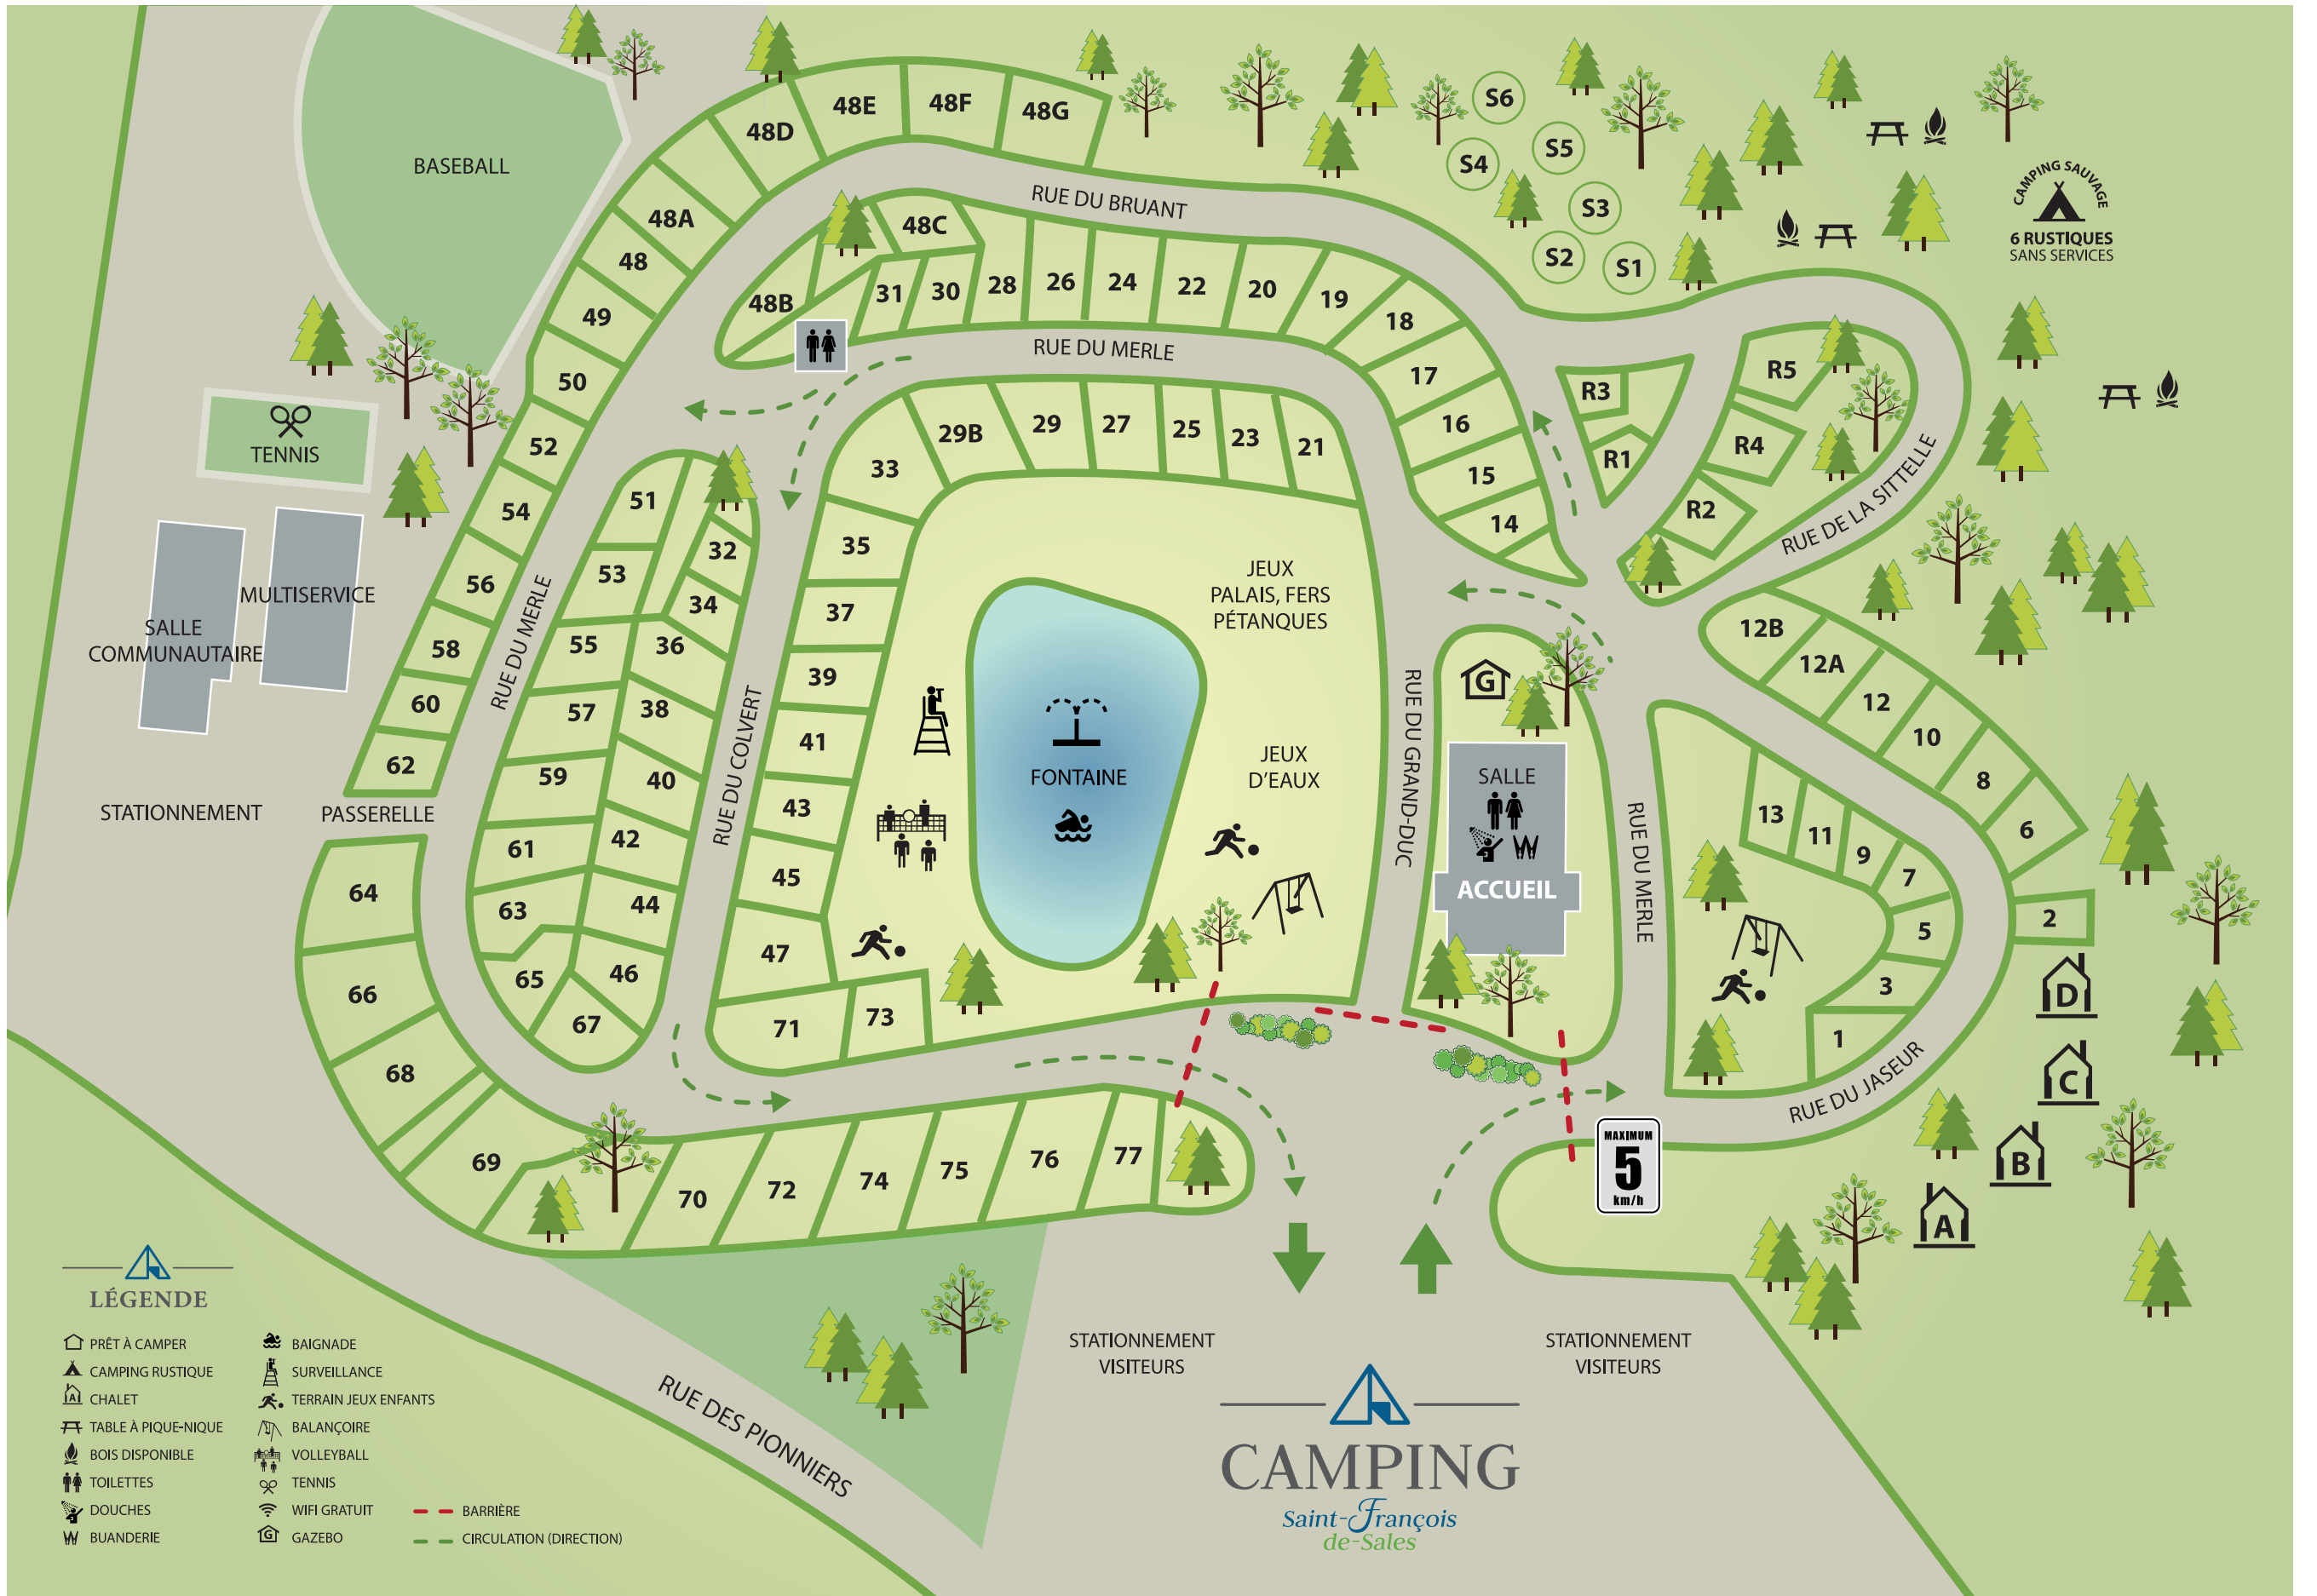 BASEBALL
TENNIS
MULTISERVICE
SALLE
COMMUNAUTAIRE
STATIONNEMENT
PASSERELLE
48D
48E
48F
48G
48A
48
49
50
52
54
56
58
60
62
64
66
68
69
70
72
74
75
76
77
RUE DU BRUANT
48C
48B
31
30
28
26
24
22
20
19
18
17
16
15
14
RUE DU MERLE
33
29B
29
27
25
23
21
35
37
39
41
43
45
47
71
73
RUE DU MERLE
51
53
55
57
59
61
63
65
67
32
34
36
38
40
42
44
46
RUE DU COLVERT
JEUX
PALAIS, FERS
PÉTANQUES
FONTAINE
JEUX
D'EAUX
RUE DU GRAND-DUC
G
SALLE
W
ACCUEIL
RUE DU MERLE
S6
S5
S4
S3
S2
S1
CAMPING SAUVAGE
6 RUSTIQUES
SANS SERVICES
R3
R1
R5
R4
R2
RUE DE LA SITTELLE
12B
12A
12
10
8
6
2
13
11
9
7
5
3
1
RUE DU JASEUR
D
C
B
A
MAXIMUM
5
km/h
RUE DES PIONNIERS
STATIONNEMENT
VISITEURS
STATIONNEMENT
VISITEURS
CAMPING
Saint-François
de-Sales
LÉGENDE
PRÊT À CAMPER
CAMPING RUSTIQUE
A CHALET
TABLE À PIQUE-NIQUE
BOIS DISPONIBLE
TOILETTES
DOUCHES
W BUANDERIE
BAIGNADE
SURVEILLANCE
TERRAIN JEUX ENFANTS
BALANÇOIRE
VOLLEYBALL
TENNIS
WIFI GRATUIT
G GAZEBO
BARRIÈRE
CIRCULATION (DIRECTION)